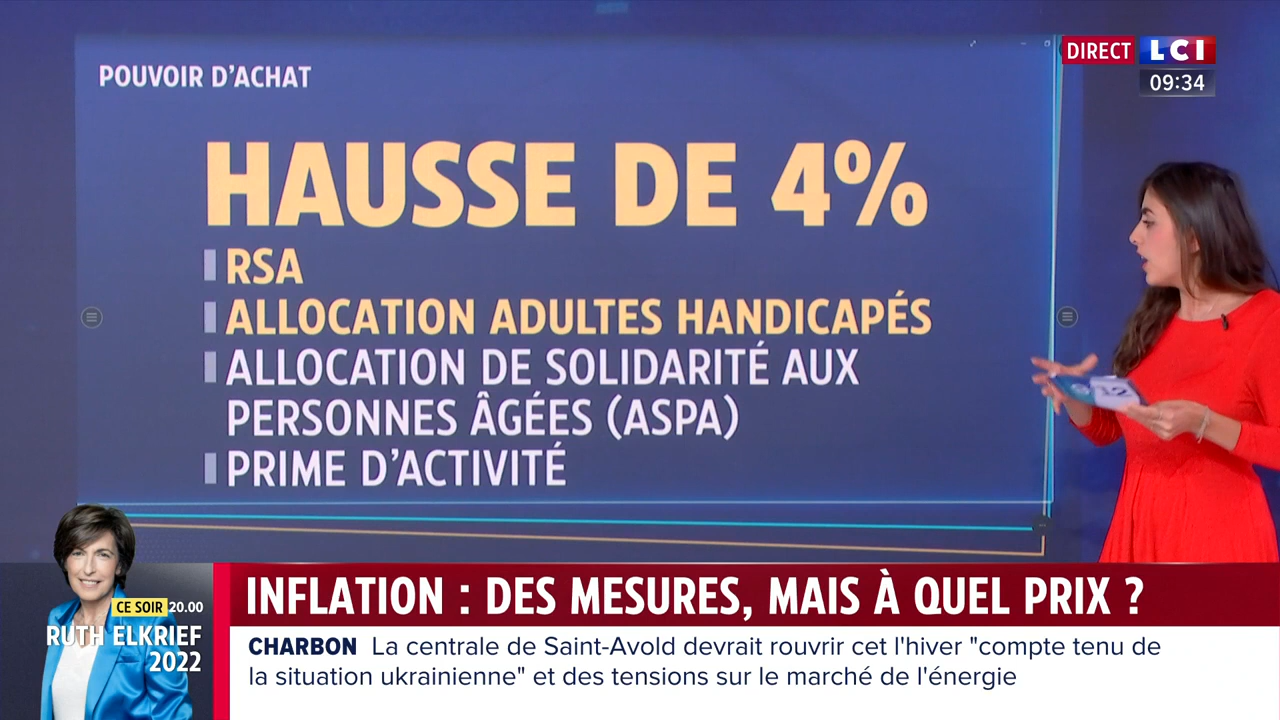 POUVOIR D'ACHAT
DIRECT LCI
09:34
HAUSSE DE 4%
RSA
ALLOCATION ADULTES HANDICAPÉS
ALLOCATION DE SOLIDARITÉ AUX
PERSONNES ÂGÉES (ASPA)
PRIME D'ACTIVITÉ
CE SOIR 20.00
RUTH ELKRIEF
2022
INFLATION : DES MESURES, MAIS À QUEL PRIX ?
CHARBON La centrale de Saint-Avold devrait rouvrir cet l'hiver "compte tenu de
la situation ukrainienne" et des tensions sur le marché de l'énergie